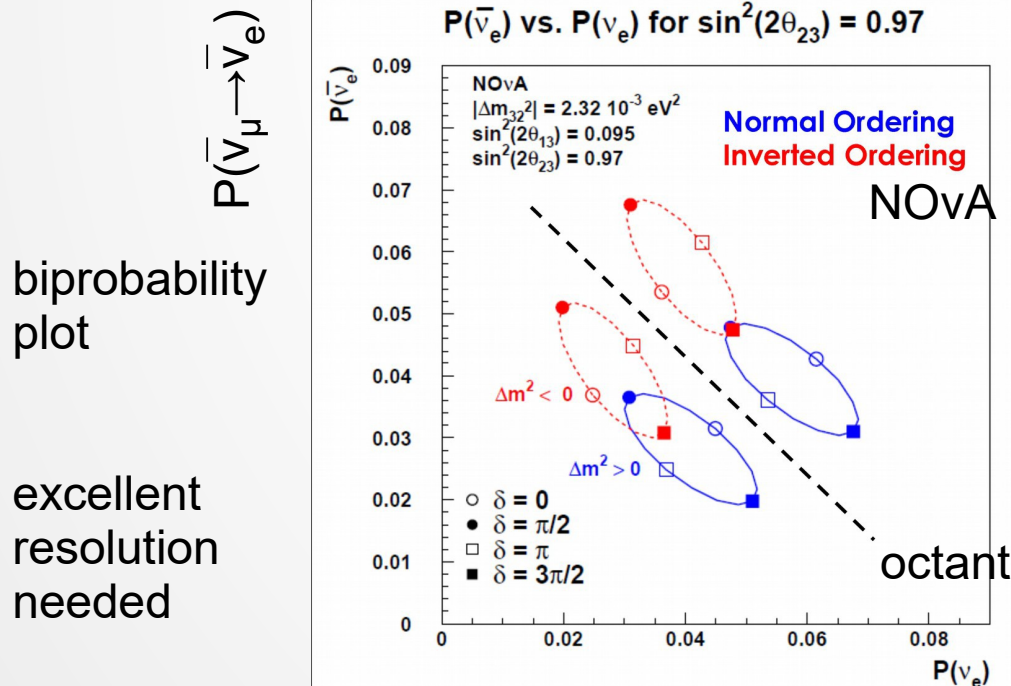 P(ν̅μ→ν̅e)
biprobability
plot
excellent
resolution
needed
P(ν̅e) vs. P(νe) for sin²(2θ23) = 0.97
P(ν̅e)
0.09
0.08
0.07
0.06
0.05
0.04
0.03
0.02
0.01
0
NOνA
|Δm32²| = 2.32 10⁻³ eV²
sin²(2θ13) = 0.095
sin²(2θ23) = 0.97
Normal Ordering
Inverted Ordering
NOvA
Δm² < 0
Δm² > 0
δ = 0
δ = π/2
δ = π
δ = 3π/2
octant
0 0.02 0.04 0.06 0.08
P(νe)